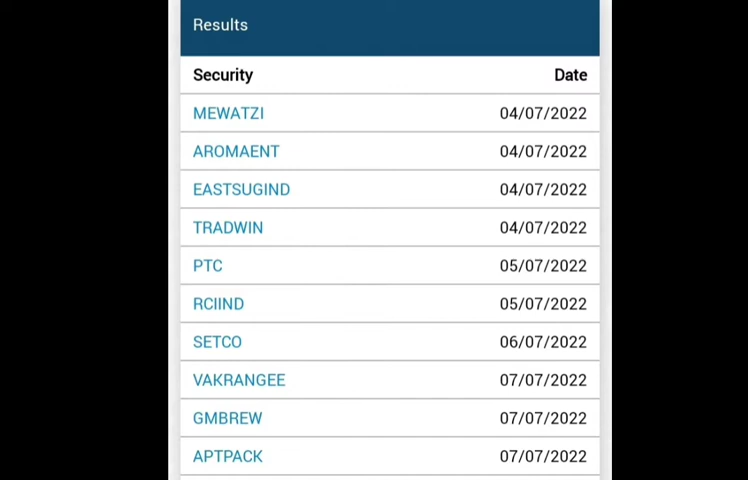 Results
Security Date
MEWATZI 04/07/2022
AROMAENT 04/07/2022
EASTSUGIND 04/07/2022
TRADWIN 04/07/2022
PTC 05/07/2022
RCIIND 05/07/2022
SETCO 06/07/2022
VAKRANGEE 07/07/2022
GMBREW 07/07/2022
APTPACK 07/07/2022